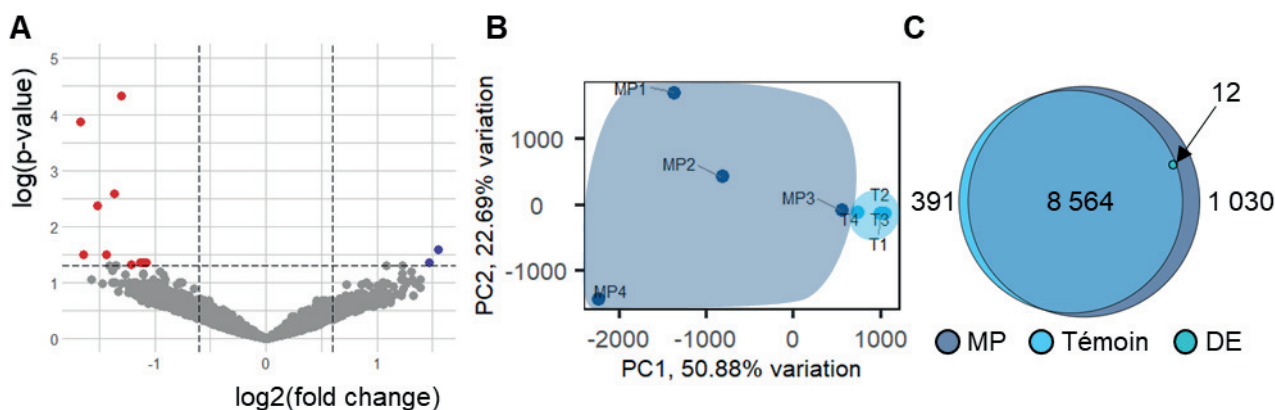 A
log(p-value)
5
4
3
2
1
0
-1
0
1
log2(fold change)
B
PC2, 22.69% variation
1000
0
-1000
MP1
MP2
MP3
T4
T2
T3
T1
MP4
-2000
-1000
0
1000
PC1, 50.88% variation
C
12
391
8 564
1 030
MP
Témoin
DE